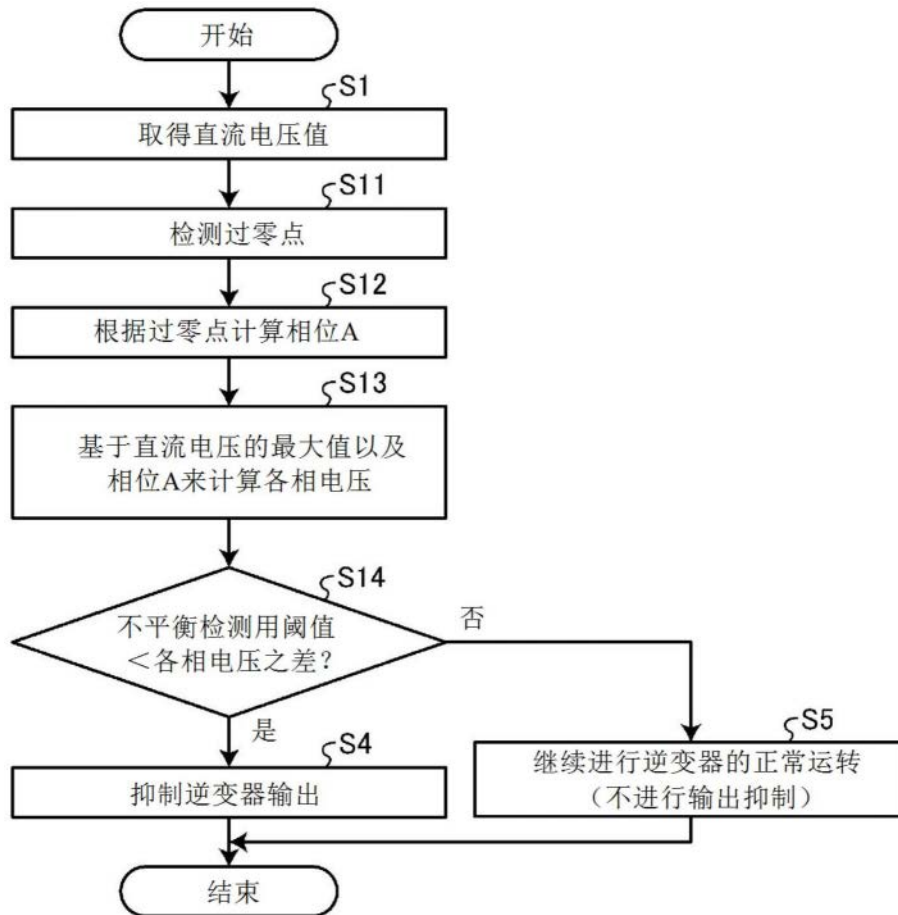 开始
S1
取得直流电压值
S11
检测过零点
S12
根据过零点计算相位A
S13
基于直流电压的最大值以及
相位A来计算各相电压
S14
不平衡检测用阈值
＜各相电压之差?
否
是
S4
抑制逆变器输出
S5
继续进行逆变器的正常运转
（不进行输出抑制）
结束